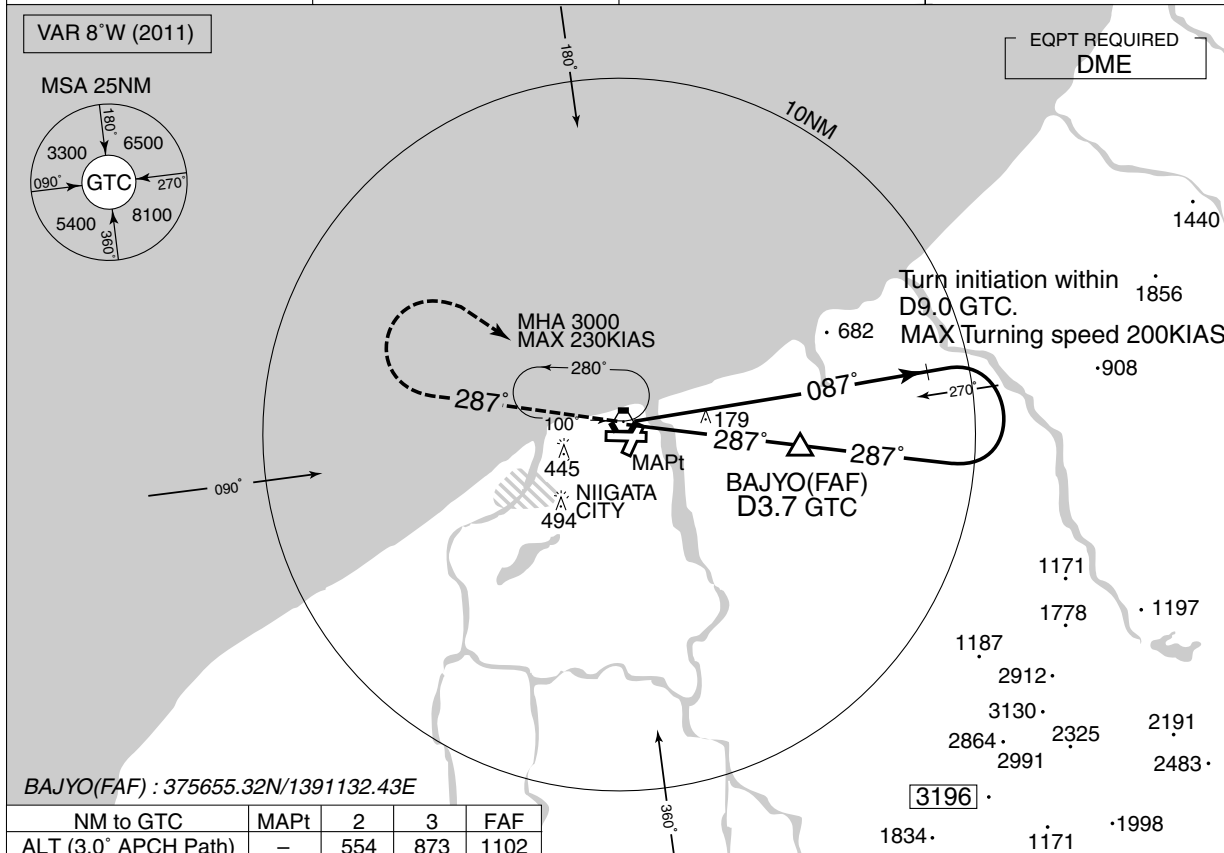 VAR 8°W (2011)
EQPT REQUIRED
DME
MSA 25NM
180°
3300
6500
090°
GTC
270°
5400
8100
360°
180°
10NM
1440
Turn initiation within
D9.0 GTC.
MAX Turning speed 200KIAS
1856
682
908
MHA 3000
MAX 230KIAS
280°
087°
270°
287°
100°
179
287°
287°
MAPt
445
BAJYO(FAF)
D3.7 GTC
NIIGATA
CITY
494
090°
1171
1778
1197
1187
2912
3130
2191
2864
2325
2991
2483
3196
360°
1998
1834
1171
BAJYO(FAF) : 375655.32N/1391132.43E
NM to GTC MAPt 2 3 FAF
ALT (3.0° APCH Path) – 554 873 1102